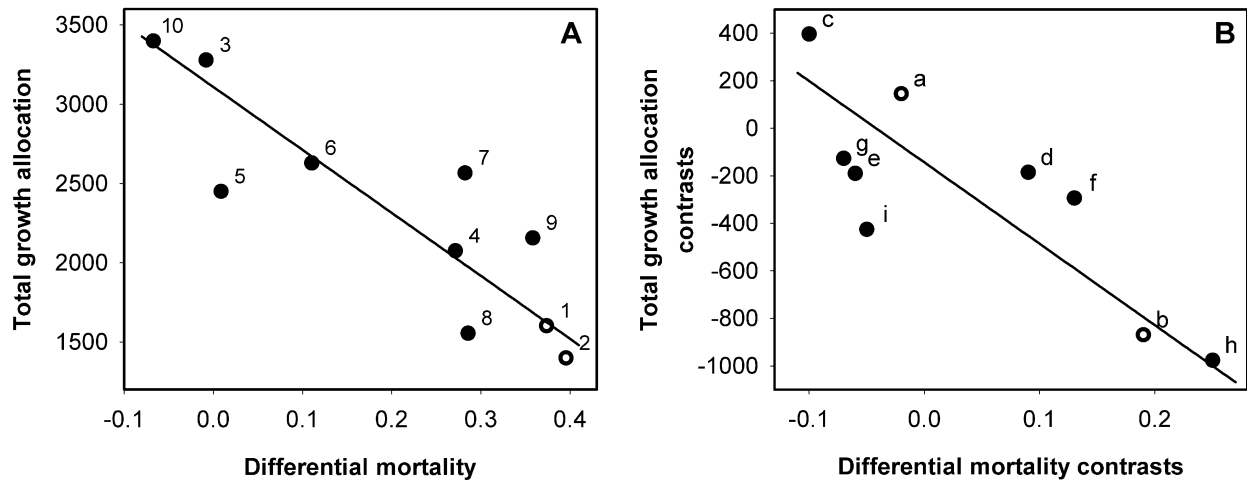 A
Total growth allocation
3500
3000
2500
2000
1500
10
3
6
5
7
9
4
8
1
2
-0.1 0.0 0.1 0.2 0.3 0.4
Differential mortality
B
Total growth allocation
contrasts
400
200
0
-200
-400
-600
-800
-1000
c
a
g
e
d
f
i
b
h
-0.1 0.0 0.1 0.2
Differential mortality contrasts